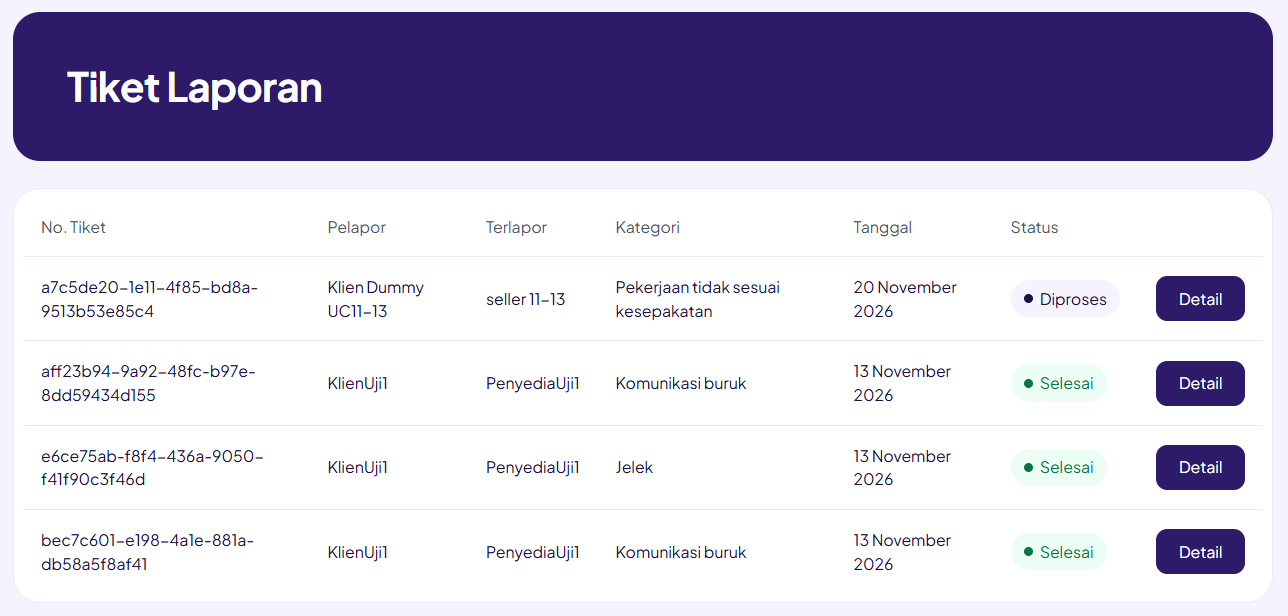 Tiket Laporan
No. Tiket Pelapor Terlapor Kategori Tanggal Status
a7c5de20-1e11-4f85-bd8a-9513b53e85c4 Klien Dummy UC11-13 seller 11-13 Pekerjaan tidak sesuai kesepakatan 20 November 2026 Diproses Detail
aff23b94-9a92-48fc-b97e-8dd59434d155 KlienUji1 PenyediaUji1 Komunikasi buruk 13 November 2026 Selesai Detail
e6ce75ab-f8f4-436a-9050-f41f90c3f46d KlienUji1 PenyediaUji1 Jelek 13 November 2026 Selesai Detail
bec7c601-e198-4a1e-881a-db58a5f8af41 KlienUji1 PenyediaUji1 Komunikasi buruk 13 November 2026 Selesai Detail